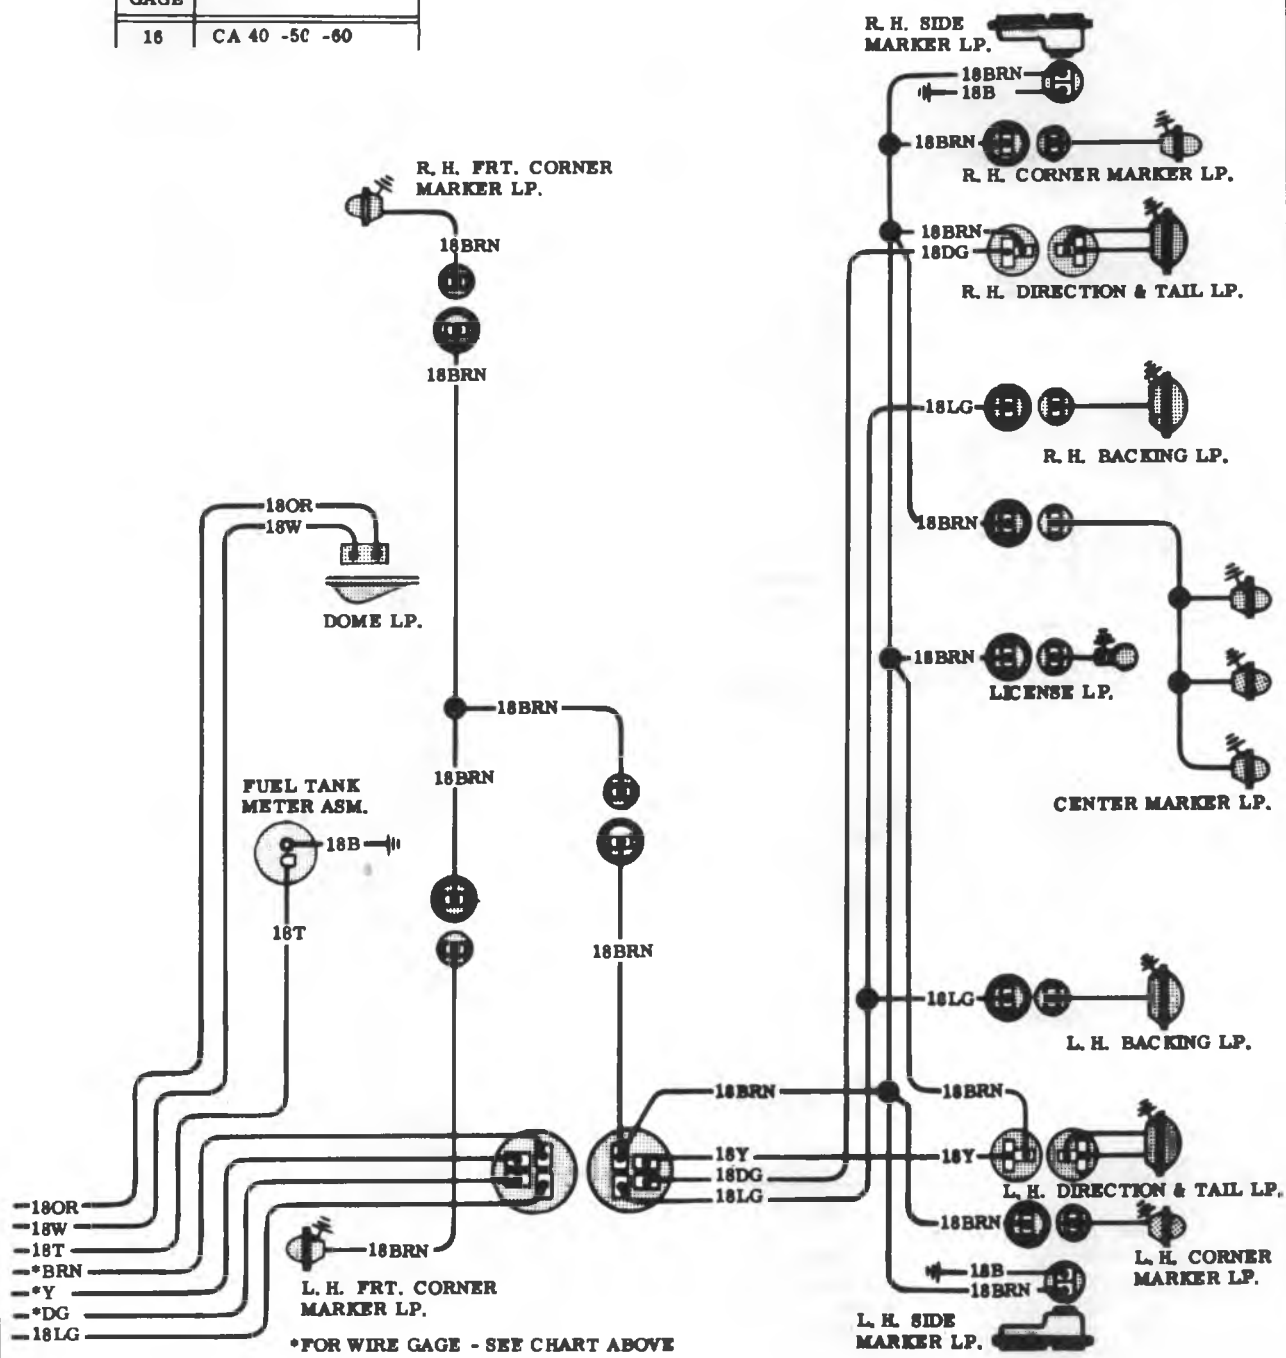 GAGE
16 CA 40 -50 -60
R. H. SIDE
MARKER LP.
18BRN
18B
18BRN
R. H. CORNER MARKER LP.
R. H. FRT. CORNER
MARKER LP.
18BRN
18BRN
18DG
R. H. DIRECTION & TAIL LP.
18BRN
18LG
R. H. BACKING LP.
18OR
18W
DOME LP.
18BRN
18BRN
LICENSE LP.
18BRN
18BRN
FUEL TANK
METER ASM.
18B
CENTER MARKER LP.
18T
18BRN
18LG
L. H. BACKING LP.
18BRN
18BRN
18Y
18Y
18DG
18LG
L. H. DIRECTION & TAIL LP.
18OR
18W
18T
*BRN
*Y
*DG
18LG
18BRN
L. H. FRT. CORNER
MARKER LP.
18BRN
L. H. CORNER
MARKER LP.
18B
18BRN
L. H. SIDE
MARKER LP.
*FOR WIRE GAGE - SEE CHART ABOVE